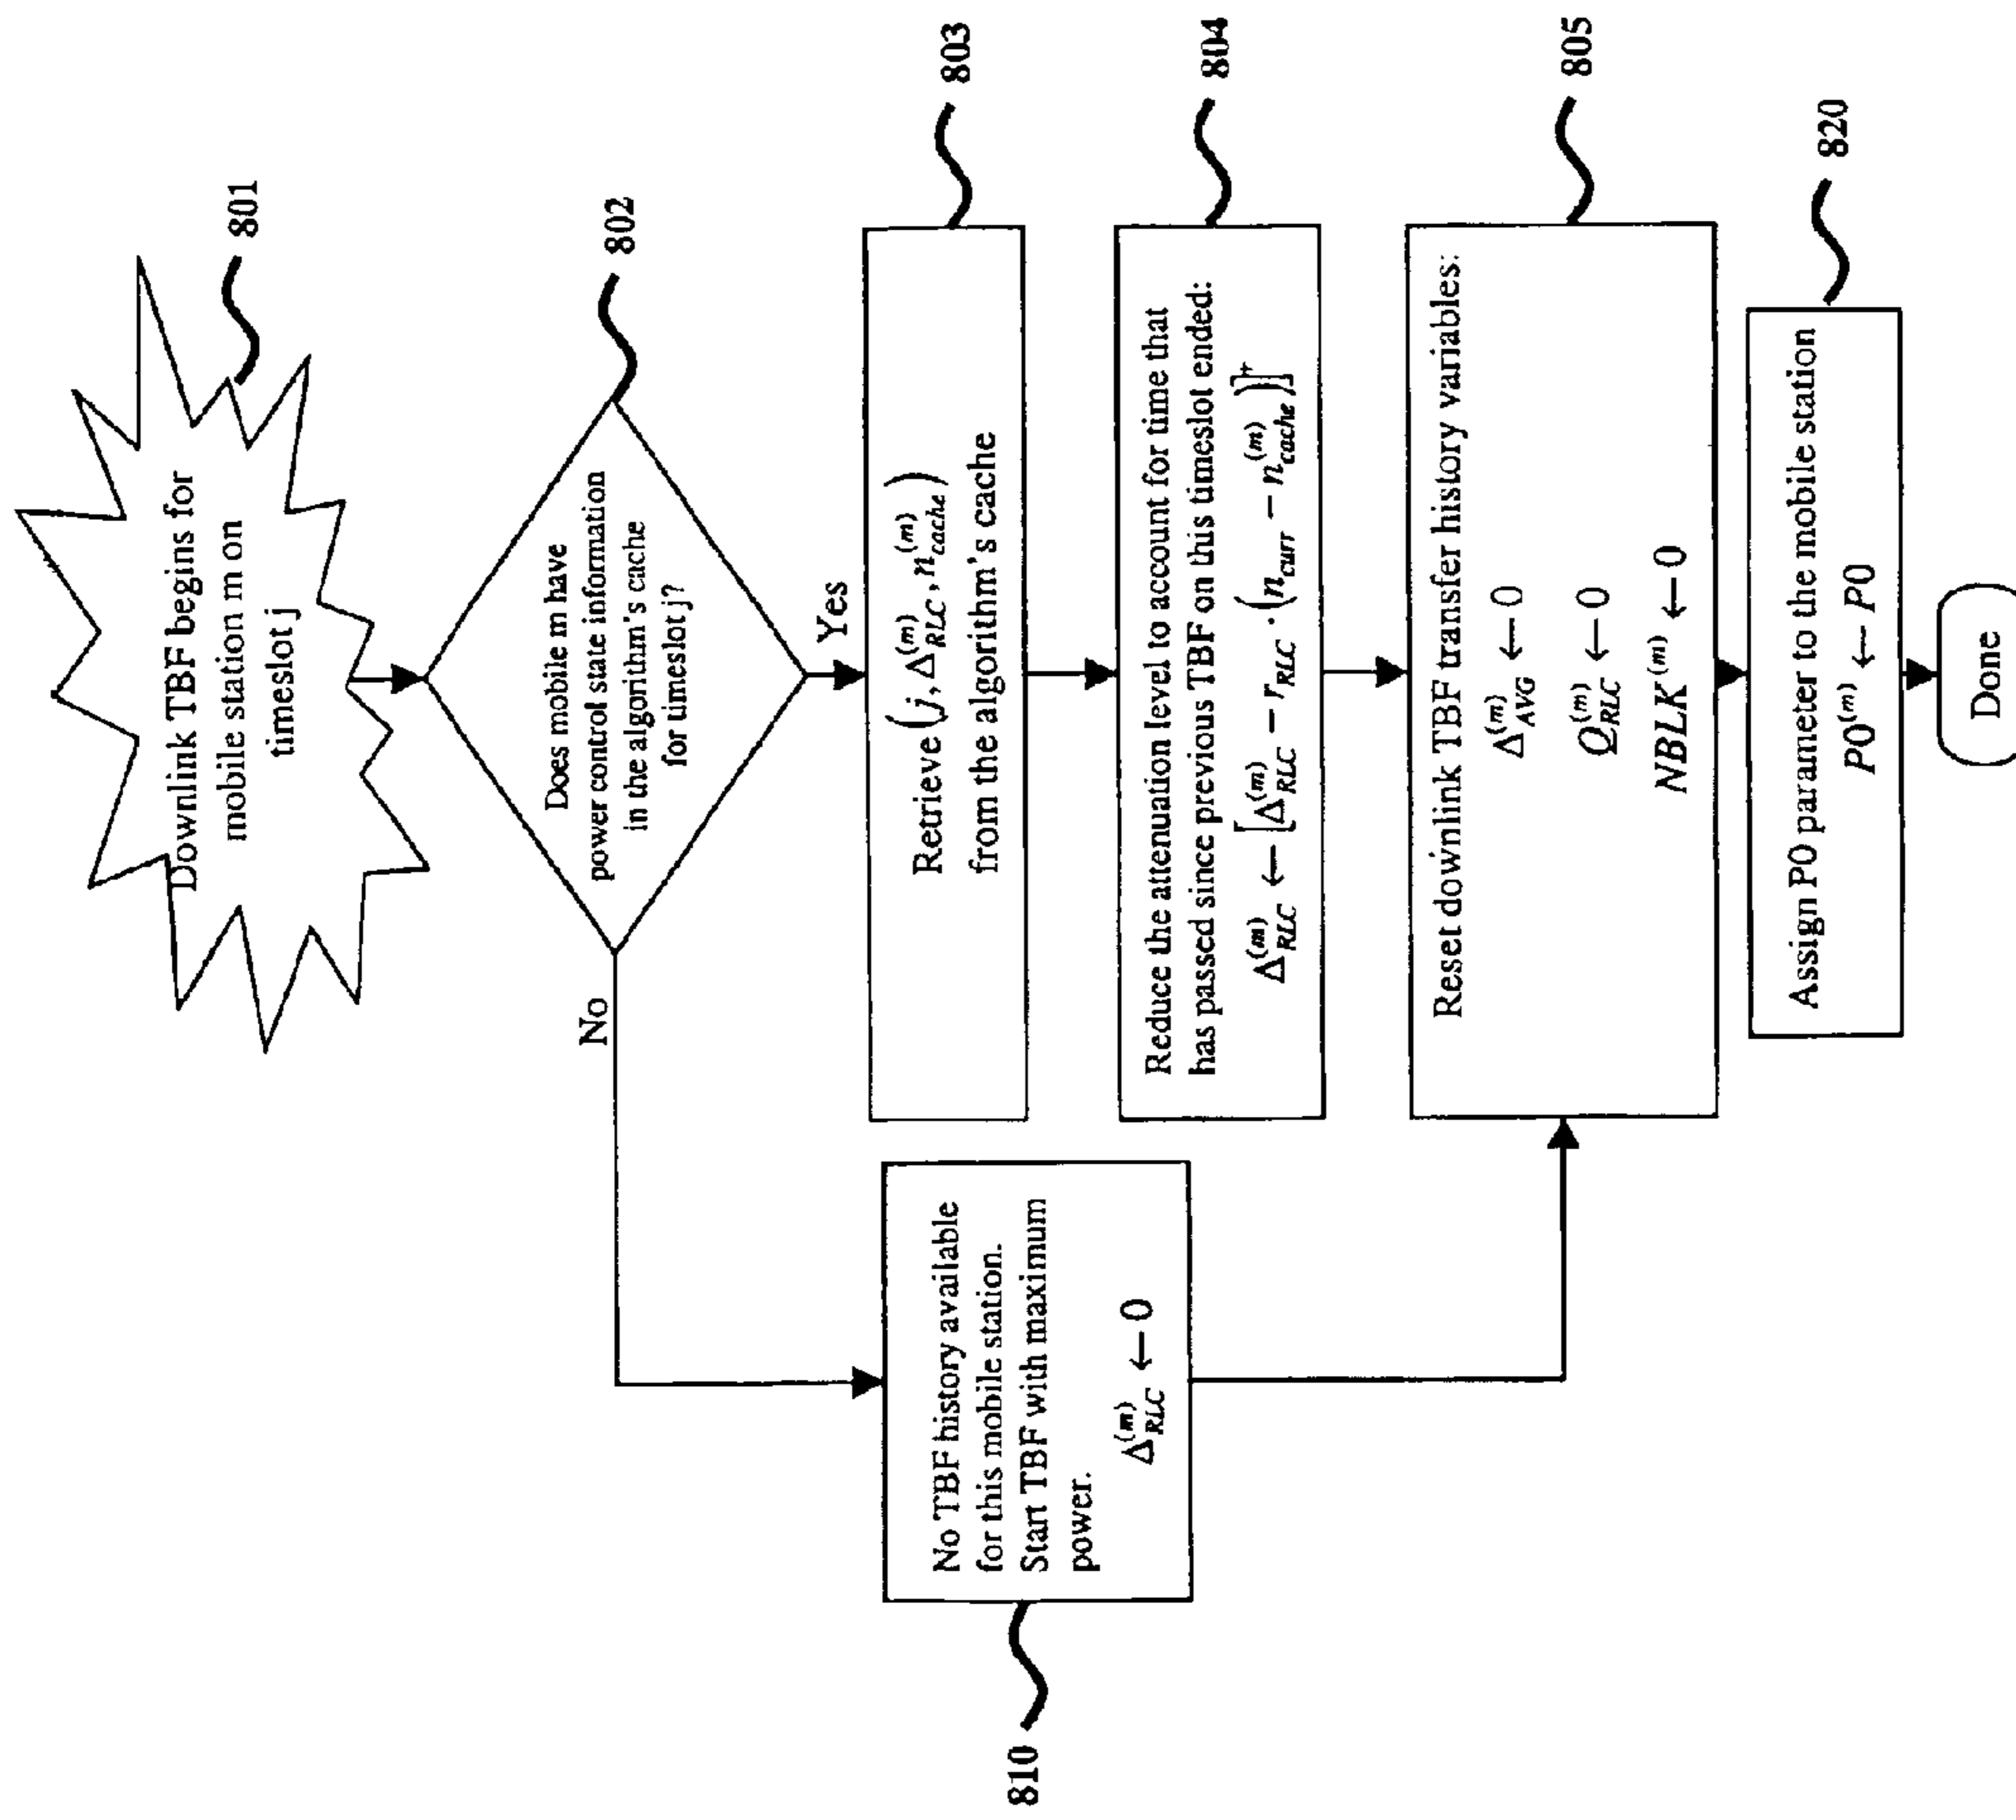 Downlink TBF begins for
mobile station m on
timeslot j
801
Does mobile m have
power control state information
in the algorithm's cache
for timeslot j?
802
No
Yes
Retrieve (j, Δ_RLC^(m), n_cache^(m))
from the algorithm's cache
803
Reduce the attenuation level to account for time that
has passed since previous TBF on this timeslot ended:
Δ_RLC^(m) ← [Δ_RLC^(m) − r_RLC · (n_curr − n_cache^(m))]^+
804
No TBF history available
for this mobile station.
Start TBF with maximum
power.
Δ_RLC^(m) ← 0
810
Reset downlink TBF transfer history variables:
Δ_AVG^(m) ← 0
Q_RLC^(m) ← 0
NBLK^(m) ← 0
805
Assign PO parameter to the mobile station
PO^(m) ← PO
820
Done